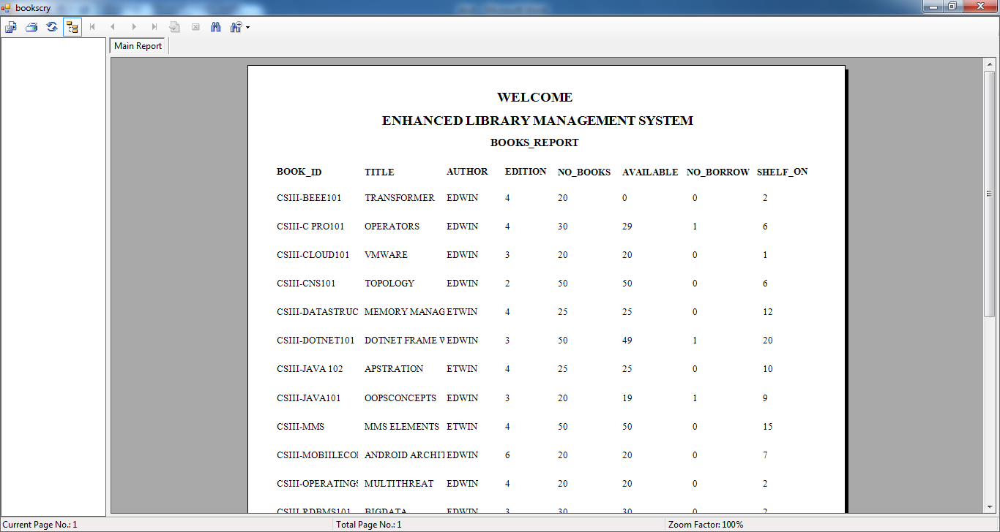 bookscry
Main Report
WELCOME
ENHANCED LIBRARY MANAGEMENT SYSTEM
BOOKS_REPORT
BOOK_ID TITLE AUTHOR EDITION NO_BOOKS AVAILABLE NO_BORROW SHELF_ON
CSIII-BEEE101 TRANSFORMER EDWIN 4 20 0 0 2
CSIII-C PRO101 OPERATORS EDWIN 4 30 29 1 6
CSIII-CLOUD101 VMWARE EDWIN 3 20 20 0 1
CSIII-CNS101 TOPOLOGY EDWIN 2 50 50 0 6
CSIII-DATASTRUC MEMORY MANAG ETWIN 4 25 25 0 12
CSIII-DOTNET101 DOTNET FRAME EDWIN 3 50 49 1 20
CSIII-JAVA 102 APSTRATION ETWIN 4 25 25 0 10
CSIII-JAVA101 OOPSCONCEPTS EDWIN 3 20 19 1 9
CSIII-MMS MMS ELEMENTS ETWIN 4 50 50 0 15
CSIII-MOBIILECO ANDROID ARCHIT EDWIN 6 20 20 0 7
CSIII-OPERATINGS MULTITHREAT EDWIN 4 20 20 0 2
CSIII-RDBMS101 BIGDATA EDWIN 3 30 30 0 2
Current Page No.: 1 Total Page No.: 1 Zoom Factor: 100%